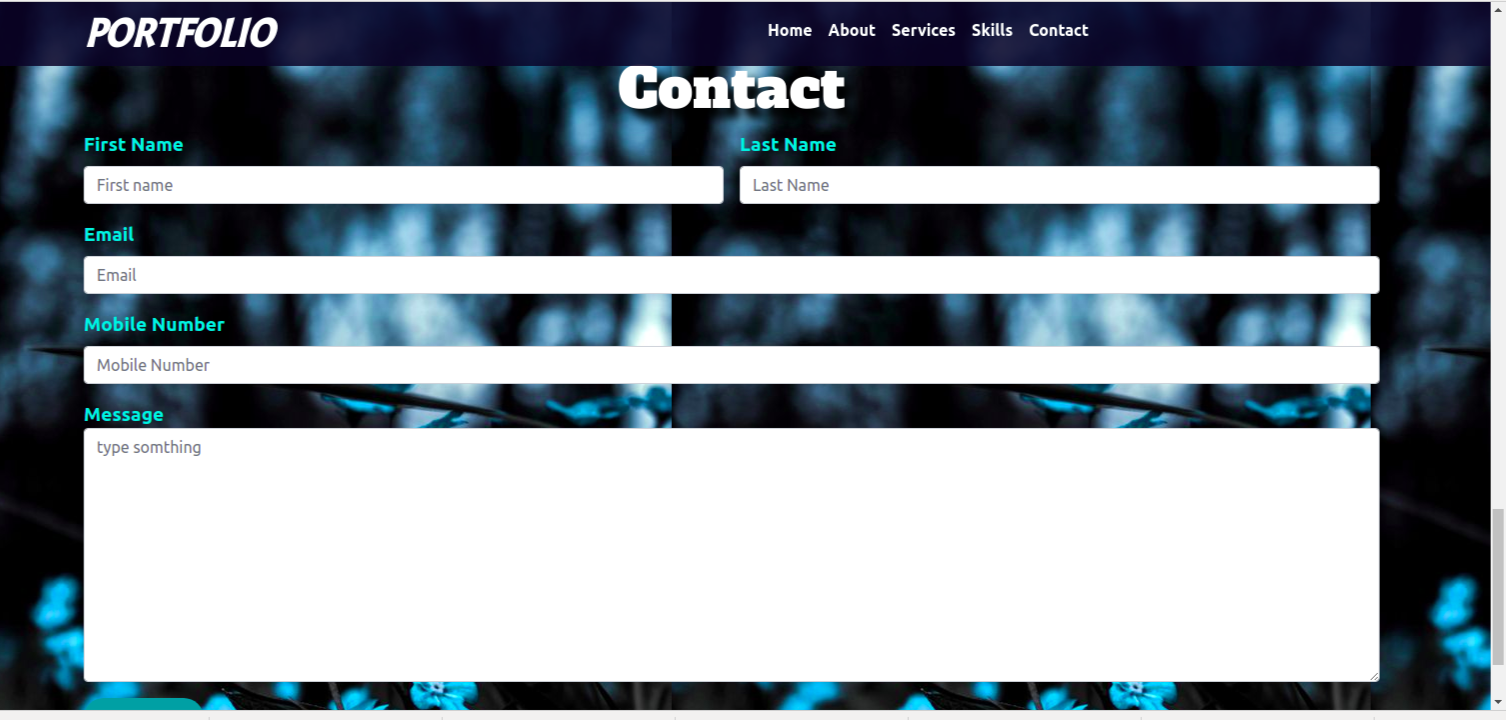 PORTFOLIO Home About Services Skills Contact
Contact
First Name Last Name
First name Last Name
Email
Email
Mobile Number
Mobile Number
Message
type somthing